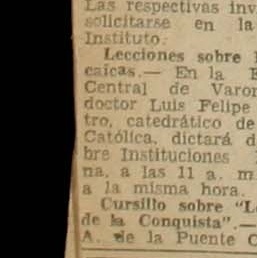 Las respectivas inv
solicitarse en la
Instituto.
Lecciones sobre
caicas.— En la E
Central de Varon
doctor Luis Felipe
tro, catedrático de
Católica, dictará d
bre Instituciones
na, a las 11 a. m
a la misma hora.
Cursillo sobre "L
de la Conquista".—
A. de la Puente C